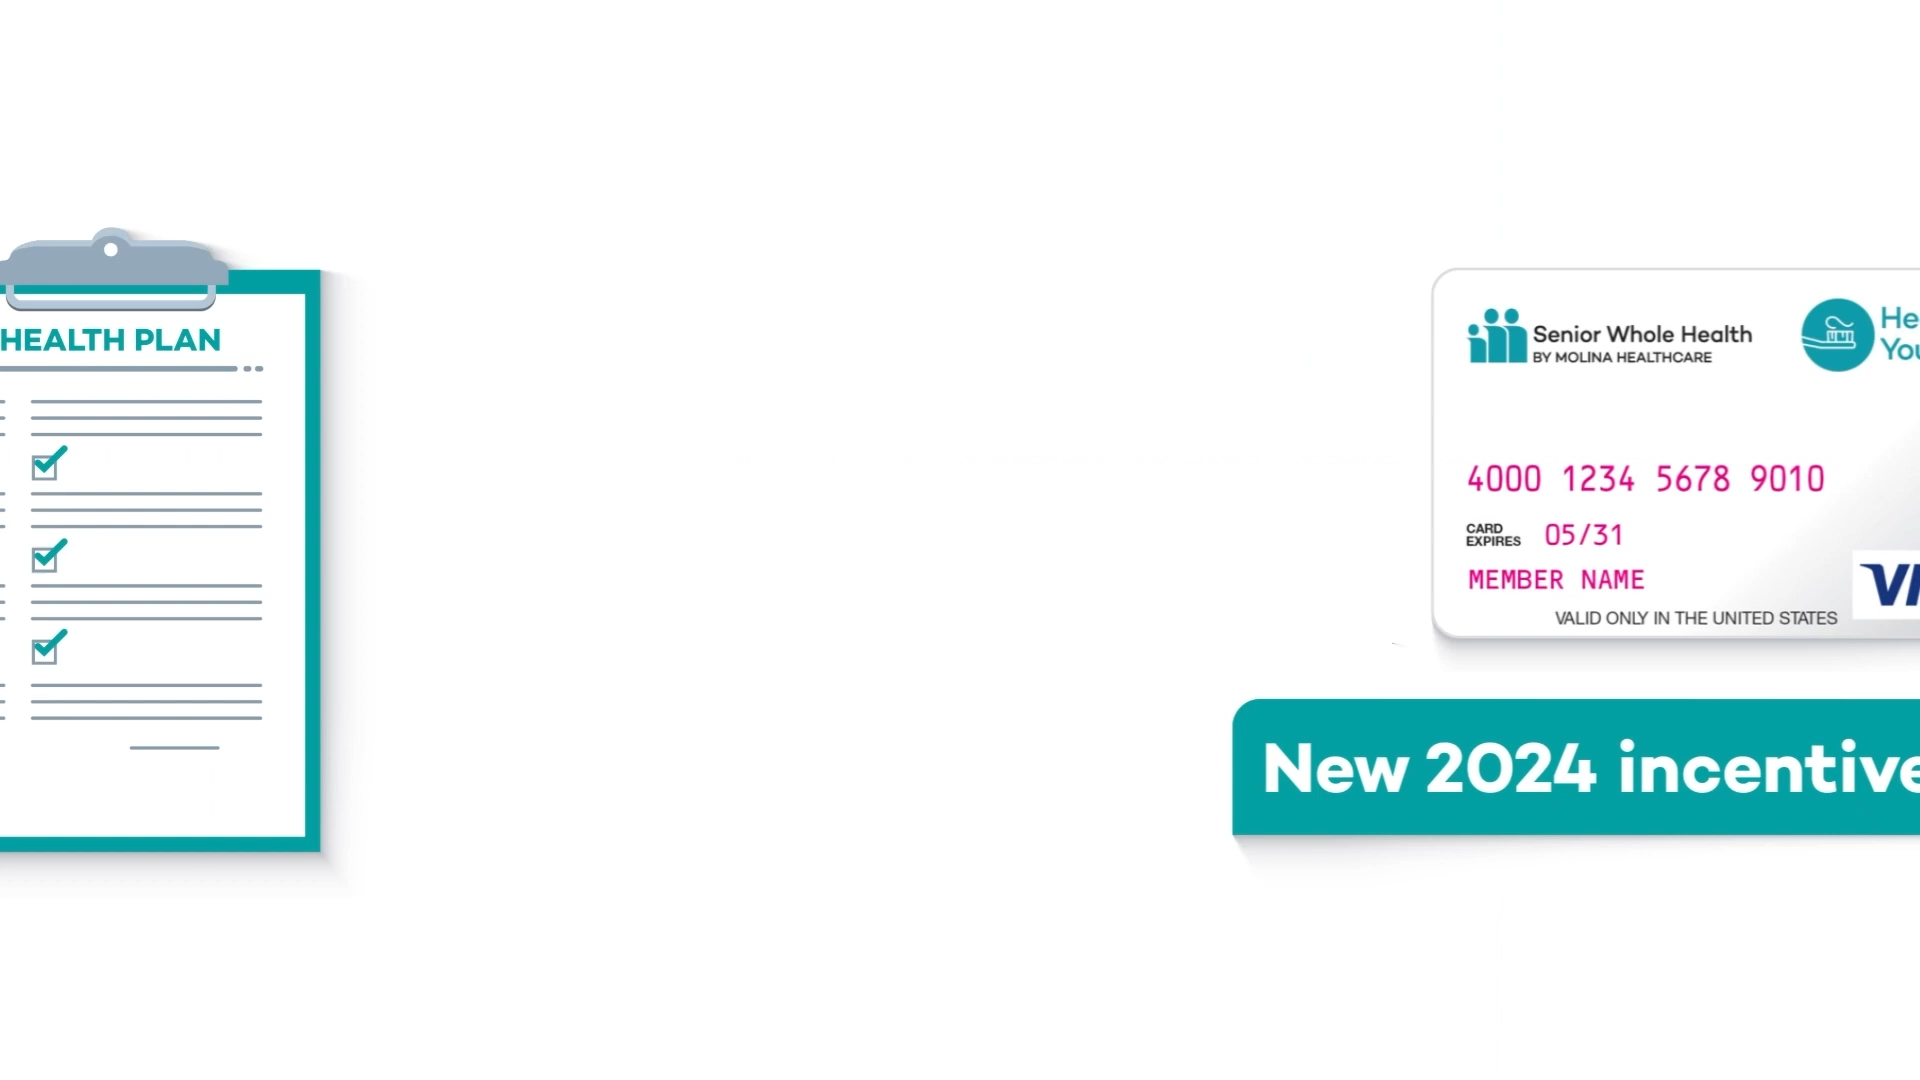 HEALTH PLAN
Senior Whole Health
BY MOLINA HEALTHCARE
4000 1234 5678 9010
CARD
EXPIRES
05/31
MEMBER NAME
VALID ONLY IN THE UNITED STATES
New 2024